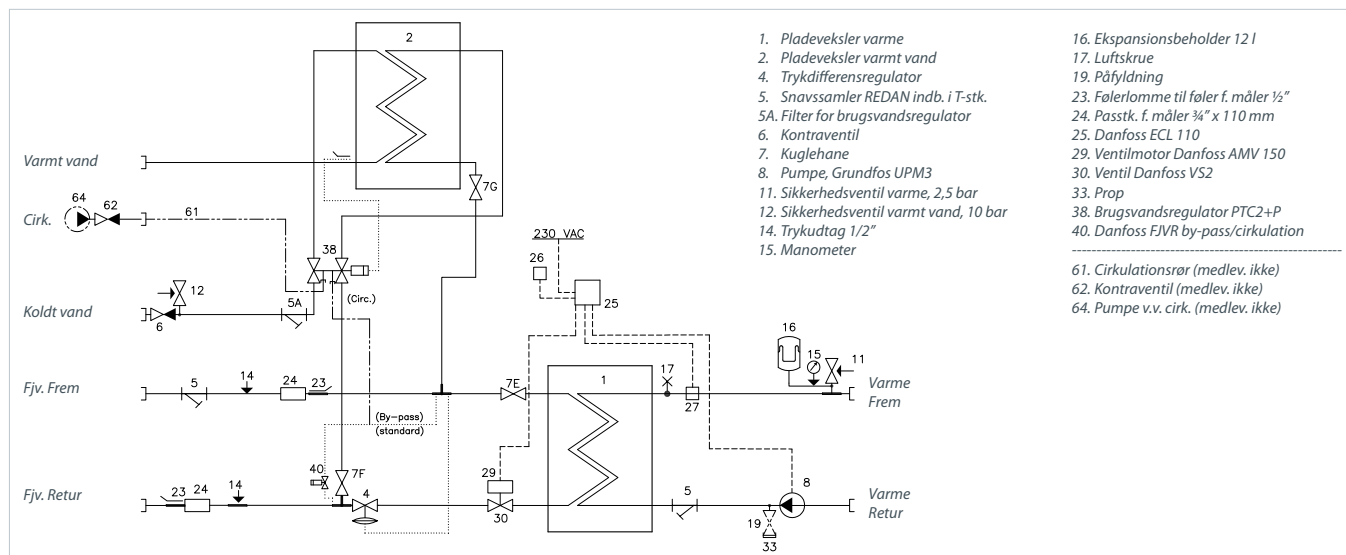 2
Varmt vand
7G
64
62
Cirk.
61
38
230 VAC
26
12
(Circ.)
25
Koldt vand
6
5A
16
15
11
Fjv. Frem
5
14
24
23
7E
1
17
27
Varme
Frem
(By-pass)
(standard)
40
7F
29
Fjv. Retur
23
24
14
4
30
5
8
19
33
Varme
Retur
1. Pladeveksler varme
2. Pladeveksler varmt vand
4. Trykdifferensregulator
5. Snavssamler REDAN indb. i T-stk.
5A. Filter for brugsvandsregulator
6. Kontraventil
7. Kuglehane
8. Pumpe, Grundfos UPM3
11. Sikkerhedsventil varme, 2,5 bar
12. Sikkerhedsventil varmt vand, 10 bar
14. Trykudtag 1/2"
15. Manometer
16. Ekspansionsbeholder 12 l
17. Luftskrue
19. Påfyldning
23. Følerlomme til føler f. måler ½"
24. Passtk. f. måler ¾" x 110 mm
25. Danfoss ECL 110
29. Ventilmotor Danfoss AMV 150
30. Ventil Danfoss VS2
33. Prop
38. Brugsvandsregulator PTC2+P
40. Danfoss FJVR by-pass/cirkulation
61. Cirkulationsrør (medlev. ikke)
62. Kontraventil (medlev. ikke)
64. Pumpe v.v. cirk. (medlev. ikke)